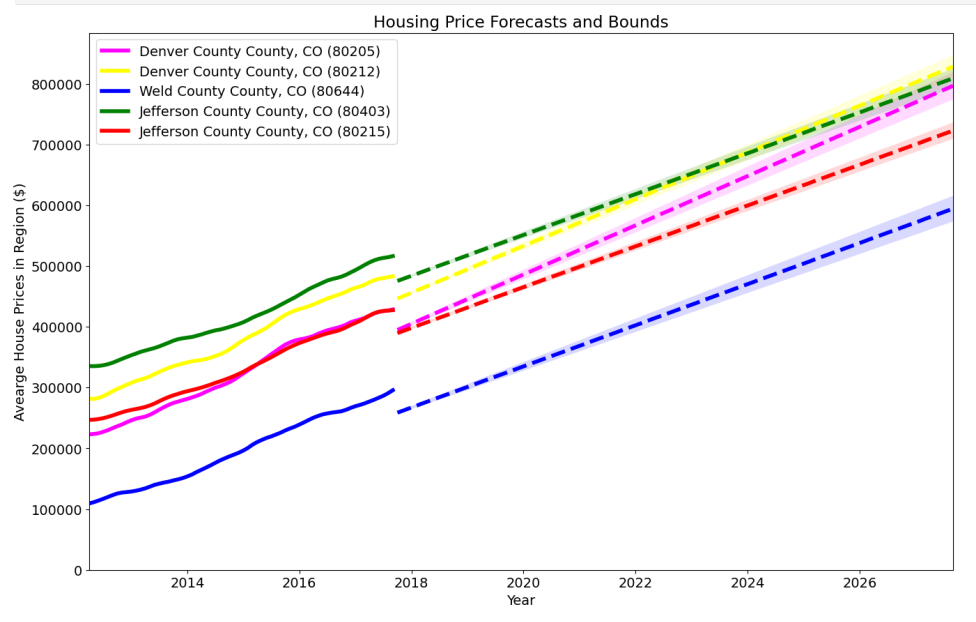 Housing Price Forecasts and Bounds
Denver County County, CO (80205)
Denver County County, CO (80212)
Weld County County, CO (80644)
Jefferson County County, CO (80403)
Jefferson County County, CO (80215)
Avearge House Prices in Region ($)
800000
700000
600000
500000
400000
300000
200000
100000
0
2014 2016 2018 2020 2022 2024 2026
Year